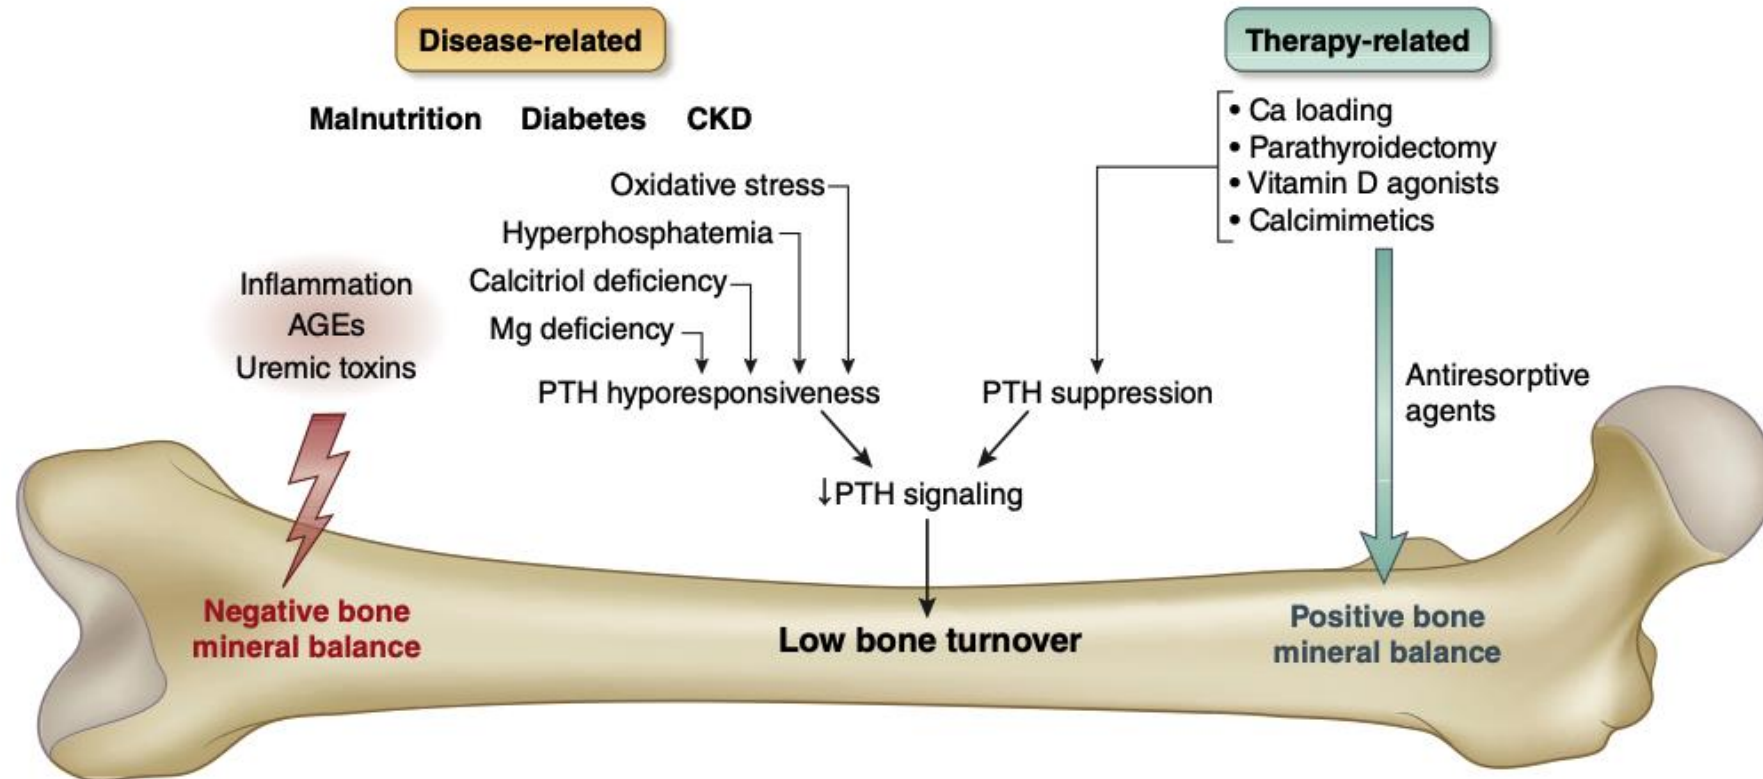 Disease-related
Therapy-related
Malnutrition Diabetes CKD
• Ca loading
• Parathyroidectomy
• Vitamin D agonists
• Calcimimetics
Oxidative stress
Hyperphosphatemia
Calcitriol deficiency
Mg deficiency
Inflammation
AGEs
Uremic toxins
PTH hyporesponsiveness
PTH suppression
Antiresorptive
agents
↓PTH signaling
Negative bone
mineral balance
Low bone turnover
Positive bone
mineral balance